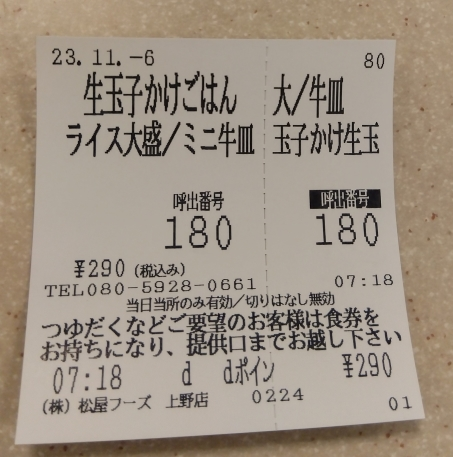 23.11.-6 80
生玉子かけごはん 大/牛皿
ライス大盛/ミニ牛皿 玉子かけ生玉
呼出番号 呼出番号
180 180
¥290 (税込み)
TEL080-5928-0661 07:18
当日当所のみ有効/切りはなし無効
つゆだくなどご要望のお客様は食券を
お持ちになり、提供口までお越し下さい
07:18 d dポイン ¥290
(株)松屋フーズ 上野店 0224 01